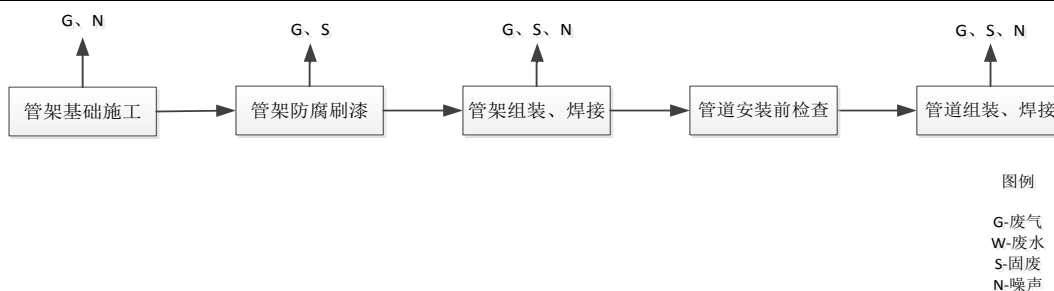 G、N
G、S
G、S、N
G、S、N
管架基础施工
管架防腐刷漆
管架组装、焊接
管道安装前检查
管道组装、焊接
图例
G-废气
W-废水
S-固废
N-噪声